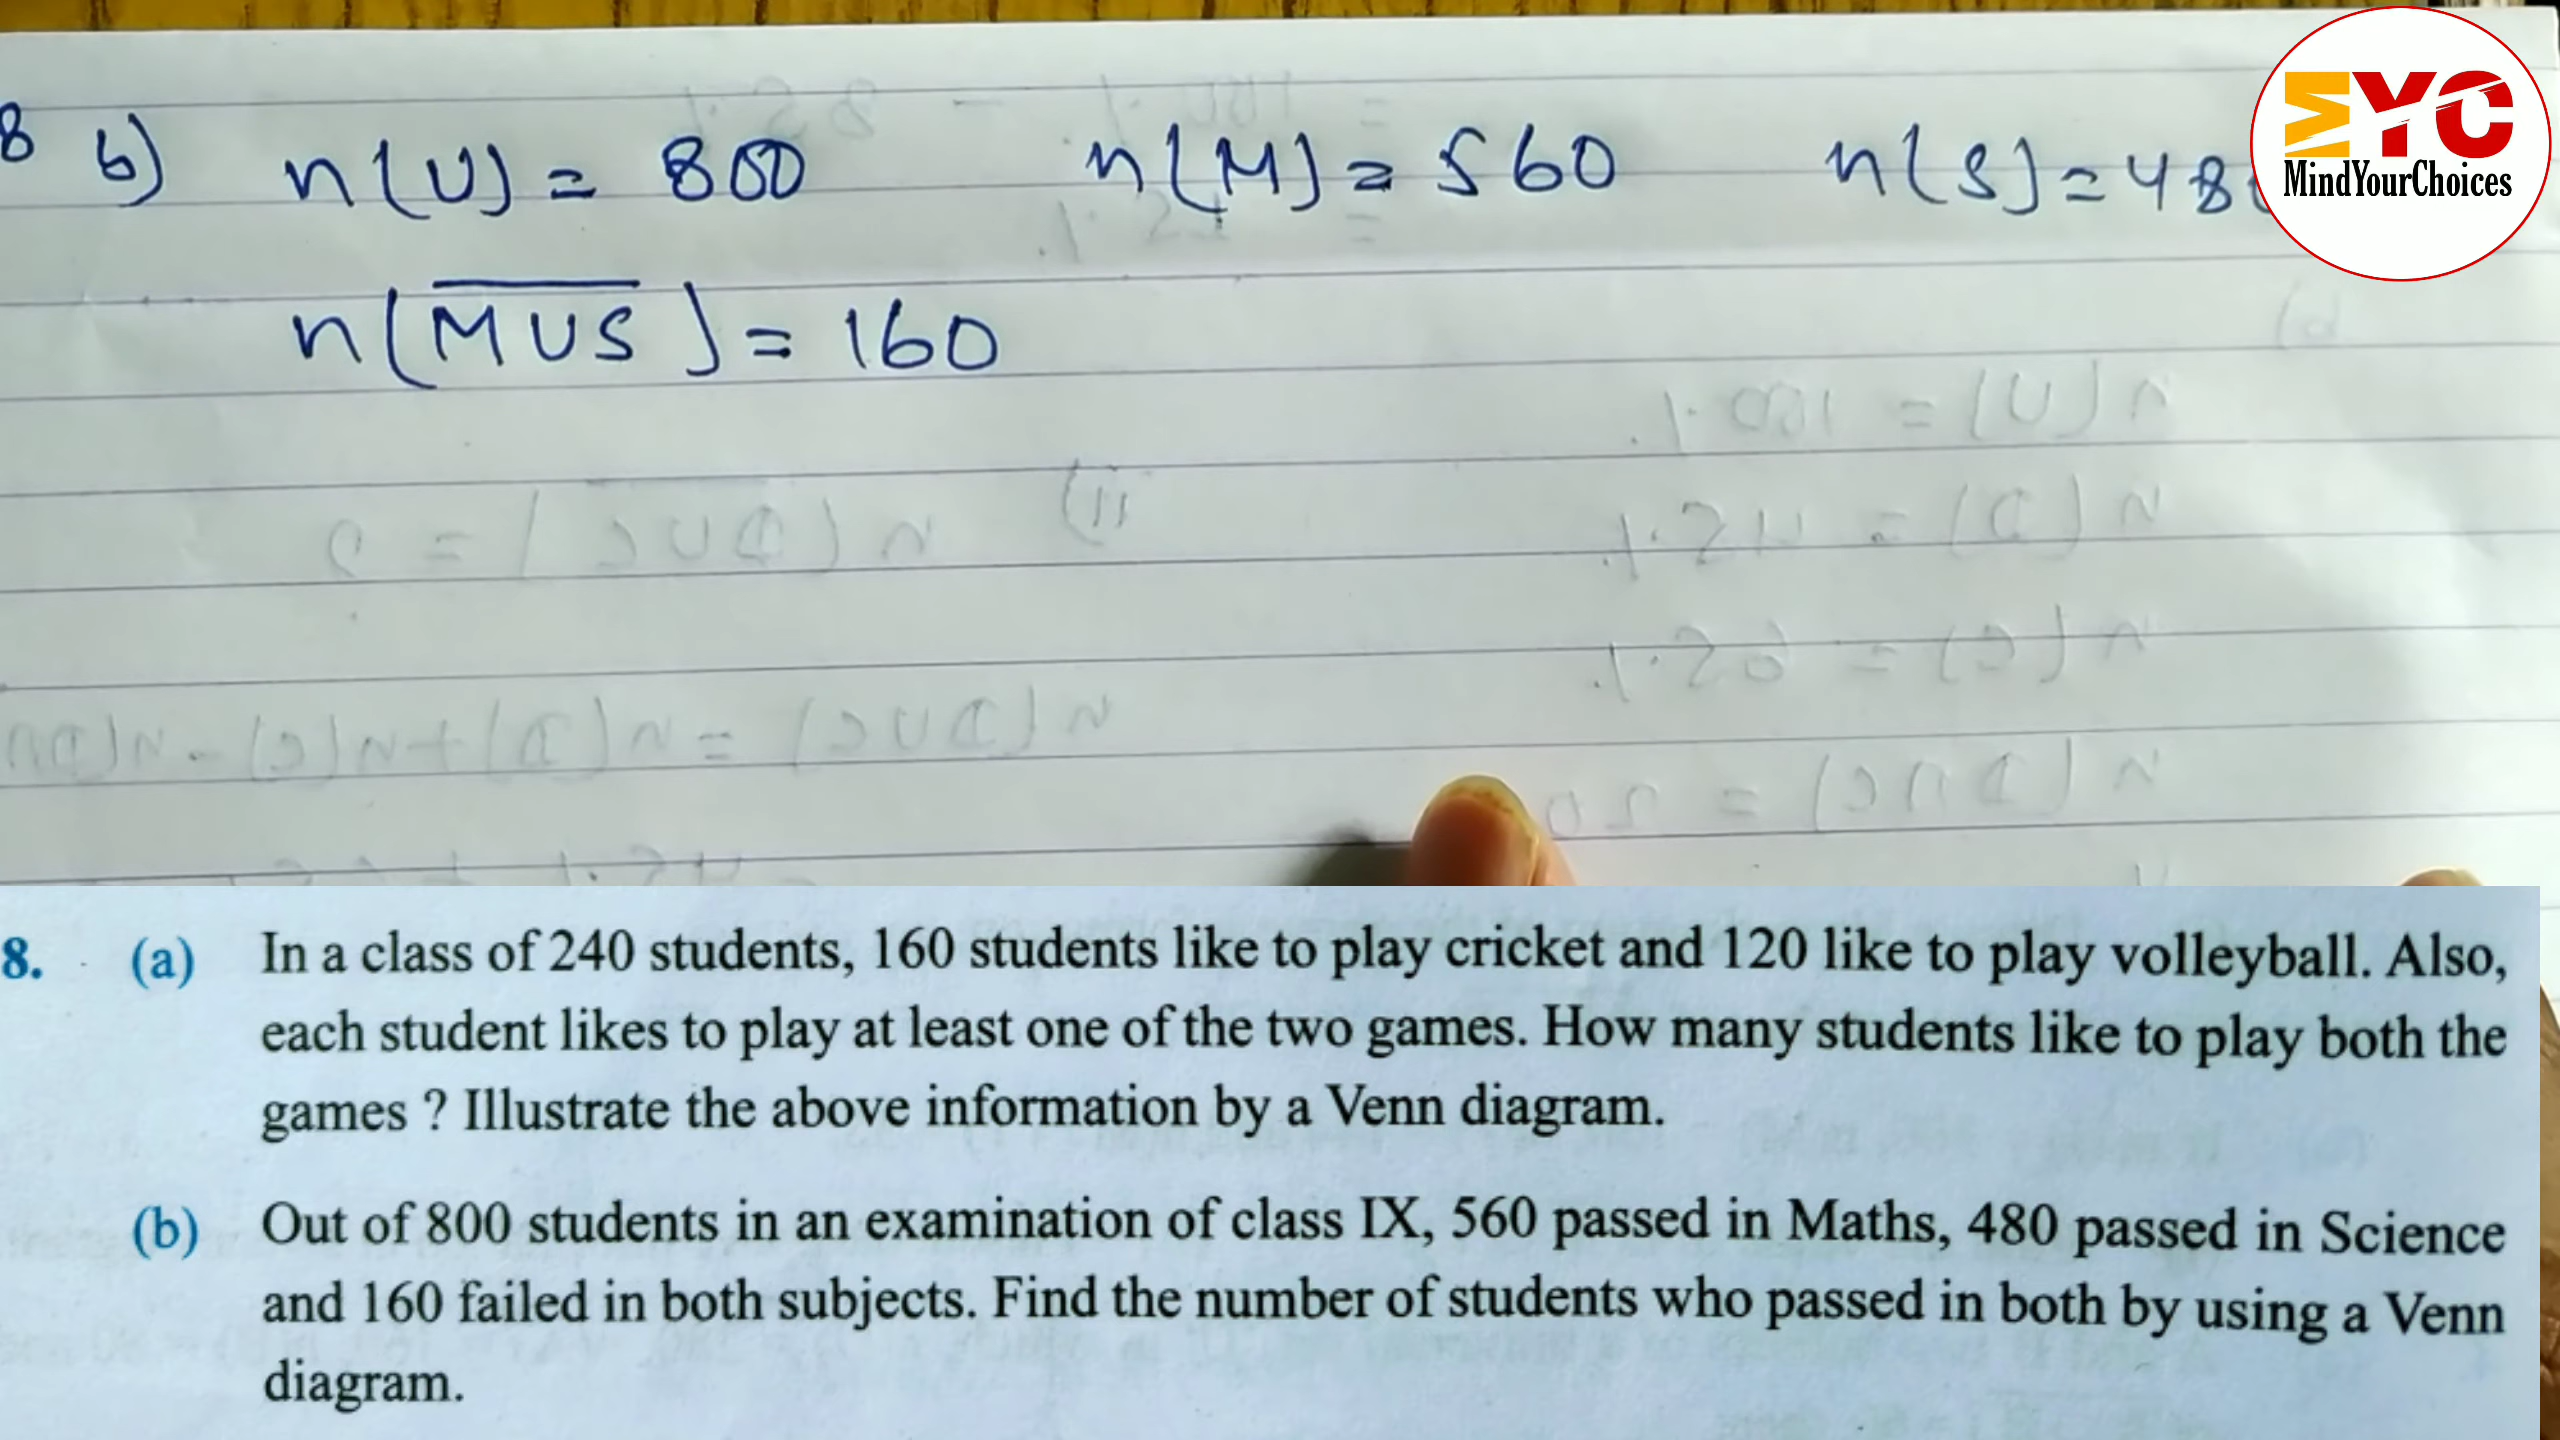 8 b) n(U) = 800 n(M) = 560 n(S) = 48
MYC
MindYourChoices
n(M̅ ̅U̅ ̅S̅) = 160
8. (a) In a class of 240 students, 160 students like to play cricket and 120 like to play volleyball. Also,
each student likes to play at least one of the two games. How many students like to play both the
games ? Illustrate the above information by a Venn diagram.
(b) Out of 800 students in an examination of class IX, 560 passed in Maths, 480 passed in Science
and 160 failed in both subjects. Find the number of students who passed in both by using a Venn
diagram.